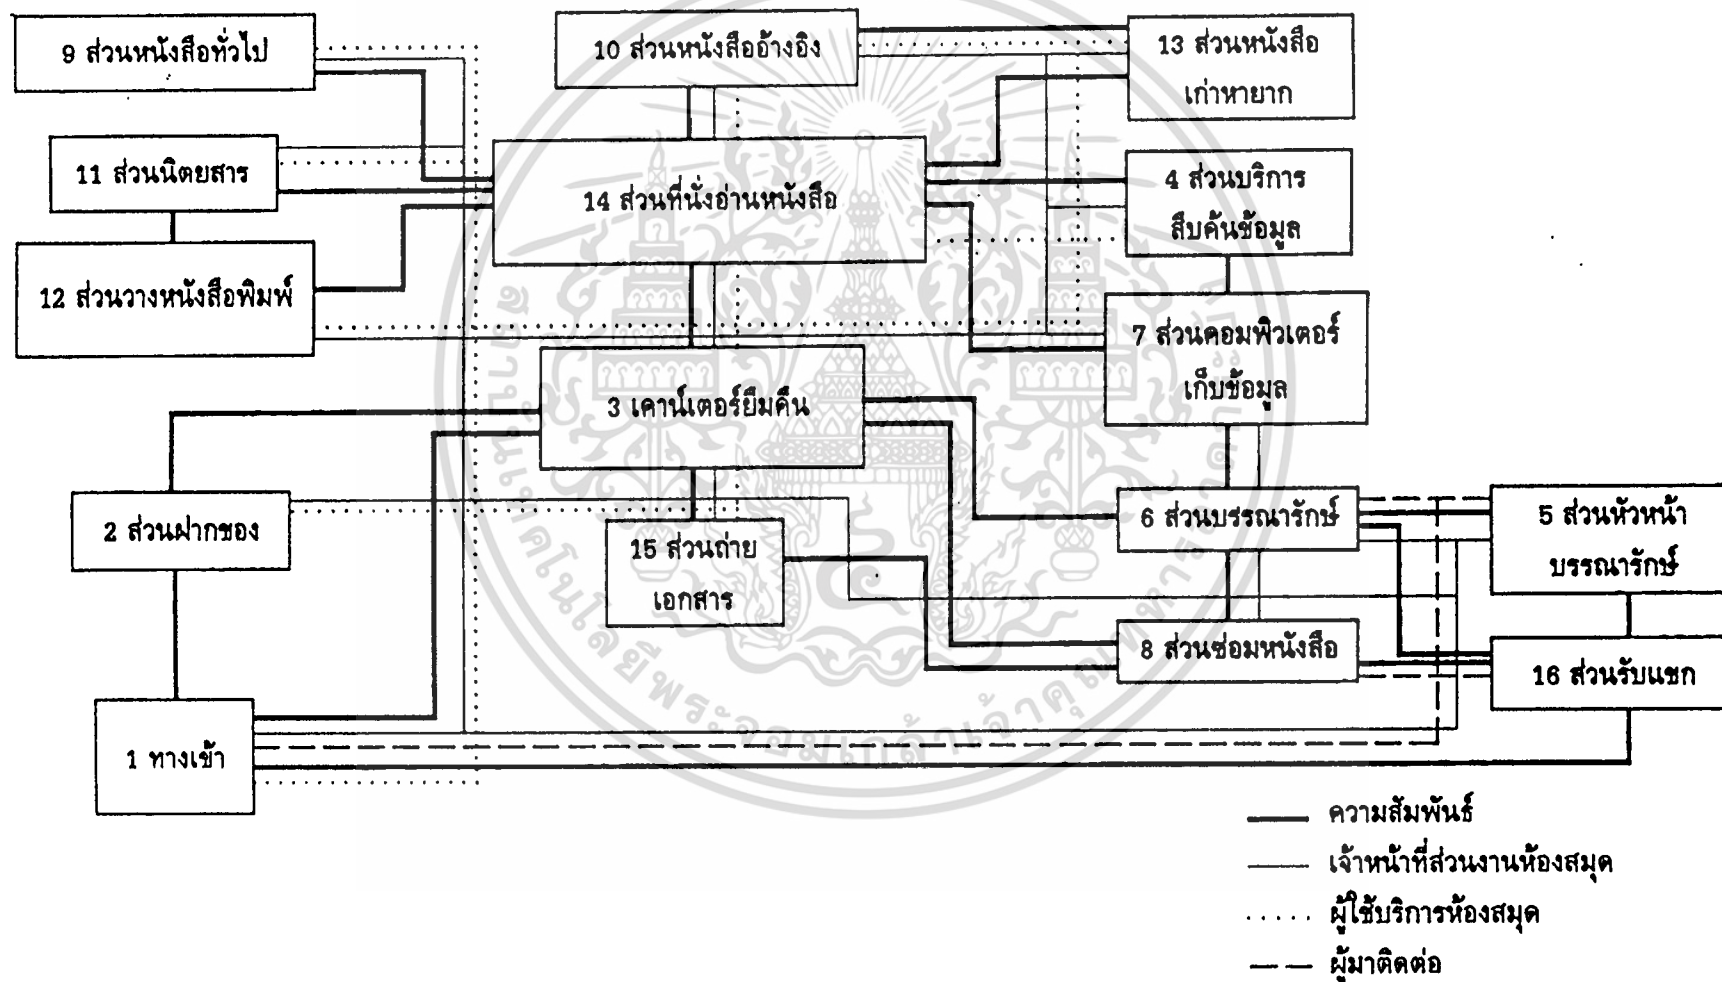 9 ส่วนหนังสือทั่วไป
10 ส่วนหนังสืออ้างอิง
13 ส่วนหนังสือ
เก่าหายาก
11 ส่วนนิตยสาร
14 ส่วนที่นั่งอ่านหนังสือ
4 ส่วนบริการ
สืบค้นข้อมูล
12 ส่วนวางหนังสือพิมพ์
7 ส่วนคอมพิวเตอร์
เก็บข้อมูล
3 เคาน์เตอร์ยืมคืน
2 ส่วนฝากของ
6 ส่วนบรรณารักษ์
5 ส่วนหัวหน้า
บรรณารักษ์
15 ส่วนถ่าย
เอกสาร
8 ส่วนซ่อมหนังสือ
16 ส่วนรับแขก
1 ทางเข้า
ความสัมพันธ์
เจ้าหน้าที่ส่วนงานห้องสมุด
ผู้ใช้บริการห้องสมุด
ผู้มาติดต่อ